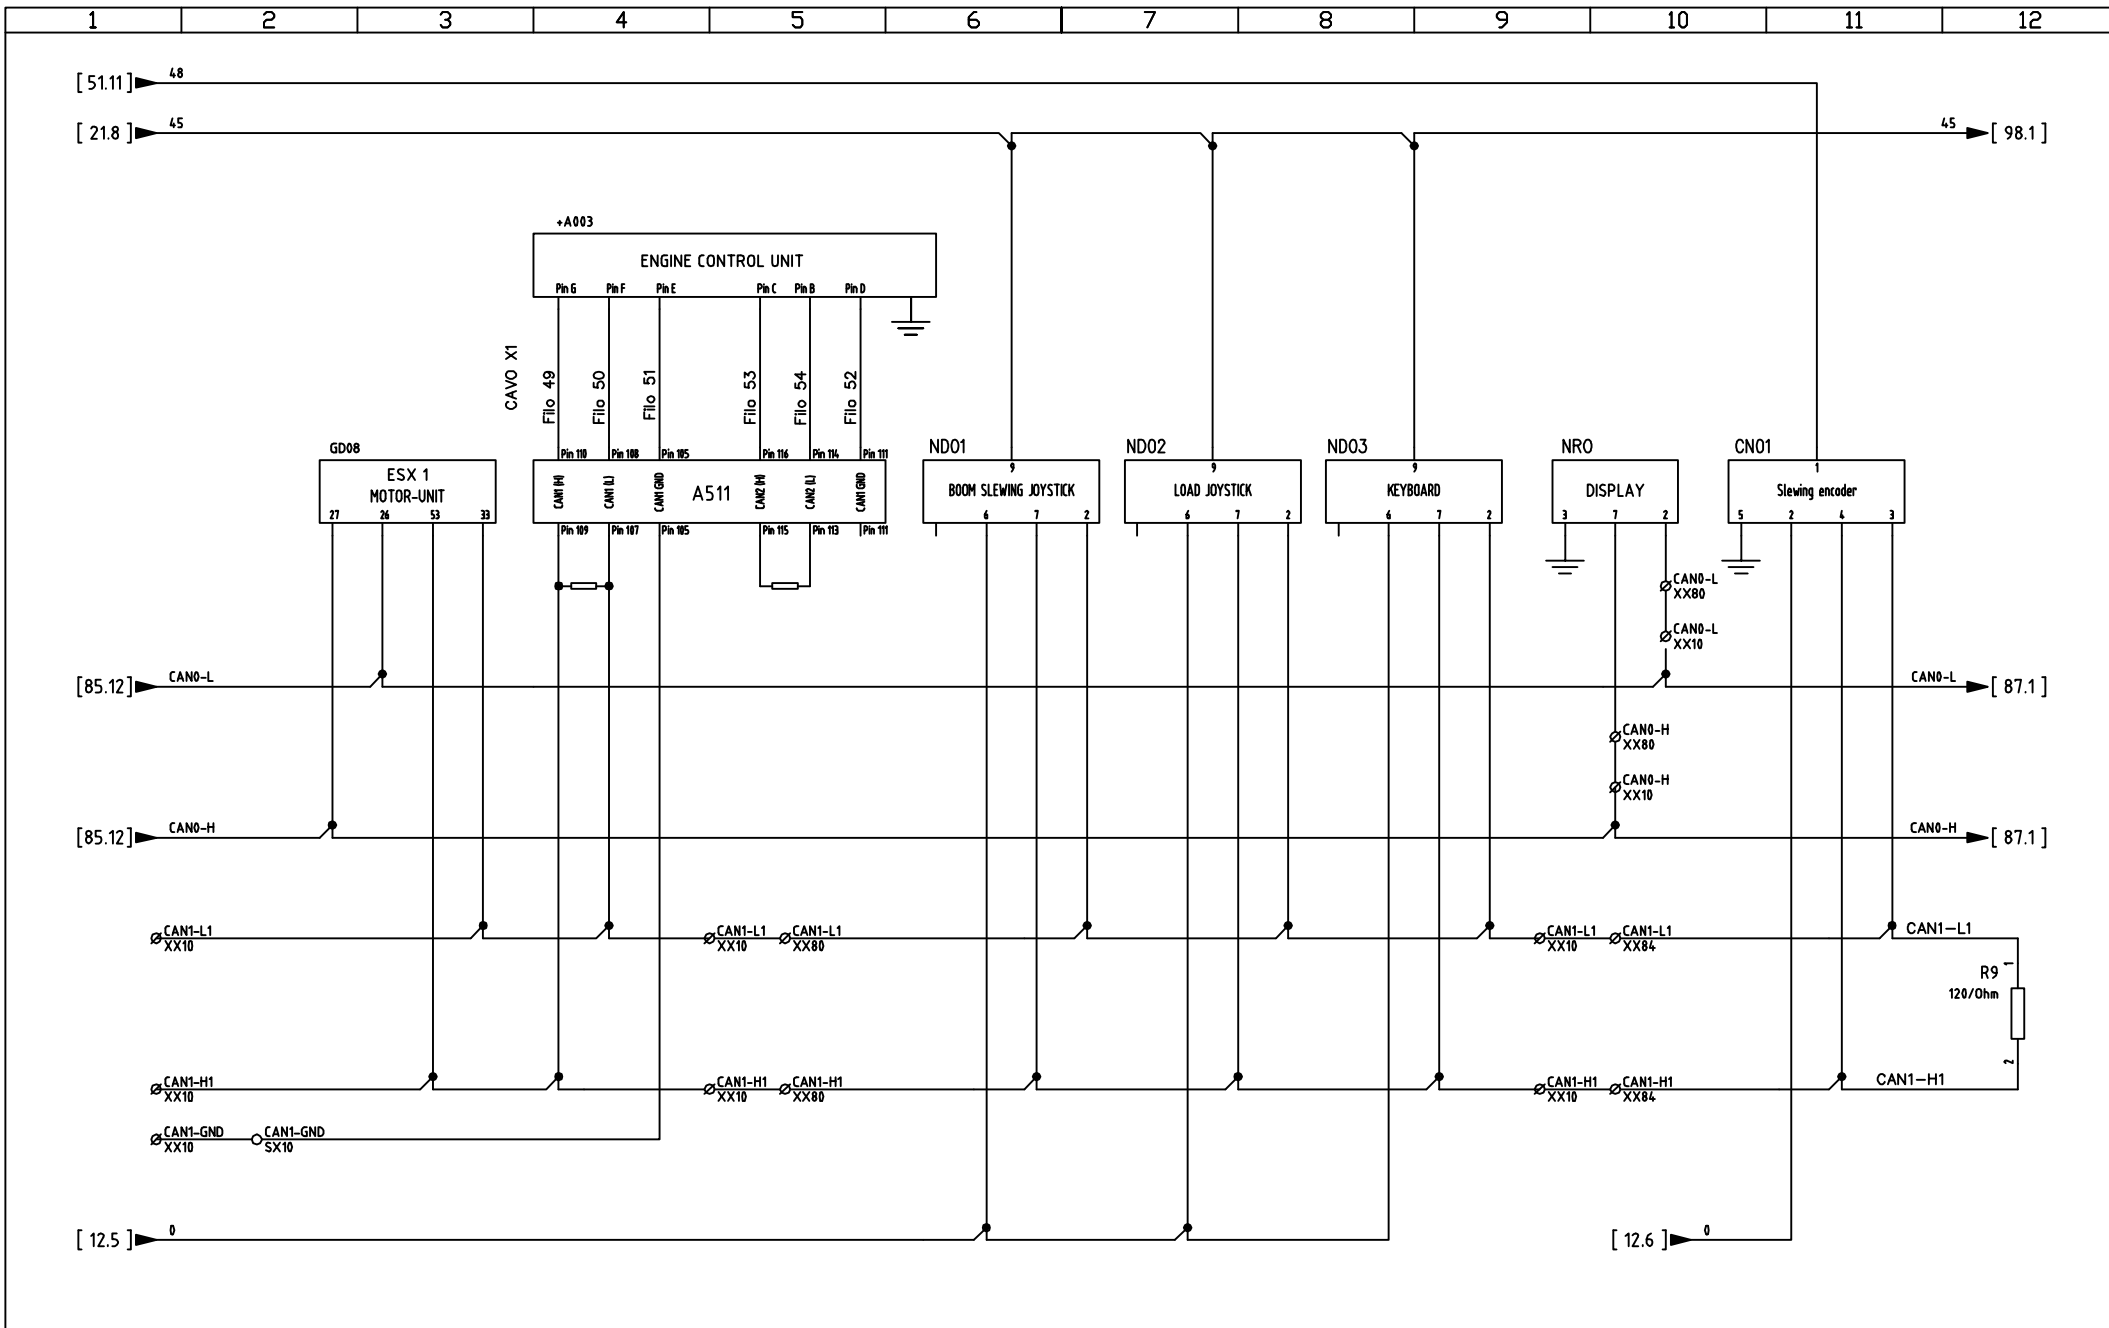 1 2 3 4 5 6 7 8 9 10 11 12
[ 51.11 ] 48
[ 21.8 ] 45
45 [ 98.1 ]
+A003
ENGINE CONTROL UNIT
Pin G Pin F Pin E Pin C Pin B Pin D
CAVO X1
Filo 49
Filo 50
Filo 51
Filo 53
Filo 54
Filo 52
GD08
ESX 1
MOTOR-UNIT
27 26 53 33
Pin 110 Pin 108 Pin 105 Pin 116 Pin 114 Pin 111
CAN1 (H)
CAN1 (L)
CAN1 GND
A511
CAN2 (H)
CAN2 (L)
CAN1 GND
Pin 109 Pin 107 Pin 105 Pin 115 Pin 113 Pin 111
ND01
9
BOOM SLEWING JOYSTICK
6 7 2
ND02
9
LOAD JOYSTICK
6 7 2
ND03
9
KEYBOARD
6 7 2
NR0
DISPLAY
3 7 2
CN01
1
Slewing encoder
5 2 4 3
CAN0-L
XX80
CAN0-L
XX10
[85.12] CAN0-L
CAN0-L [ 87.1 ]
CAN0-H
XX80
CAN0-H
XX10
[85.12] CAN0-H
CAN0-H [ 87.1 ]
CAN1-L1
XX10
CAN1-L1
XX10
CAN1-L1
XX80
CAN1-L1
XX10
CAN1-L1
XX84
CAN1-L1
1
R9
120/Ohm
2
CAN1-H1
XX10
CAN1-H1
XX10
CAN1-H1
XX80
CAN1-H1
XX10
CAN1-H1
XX84
CAN1-H1
CAN1-GND
XX10
CAN1-GND
SX10
[ 12.5 ] 0
[ 12.6 ] 0